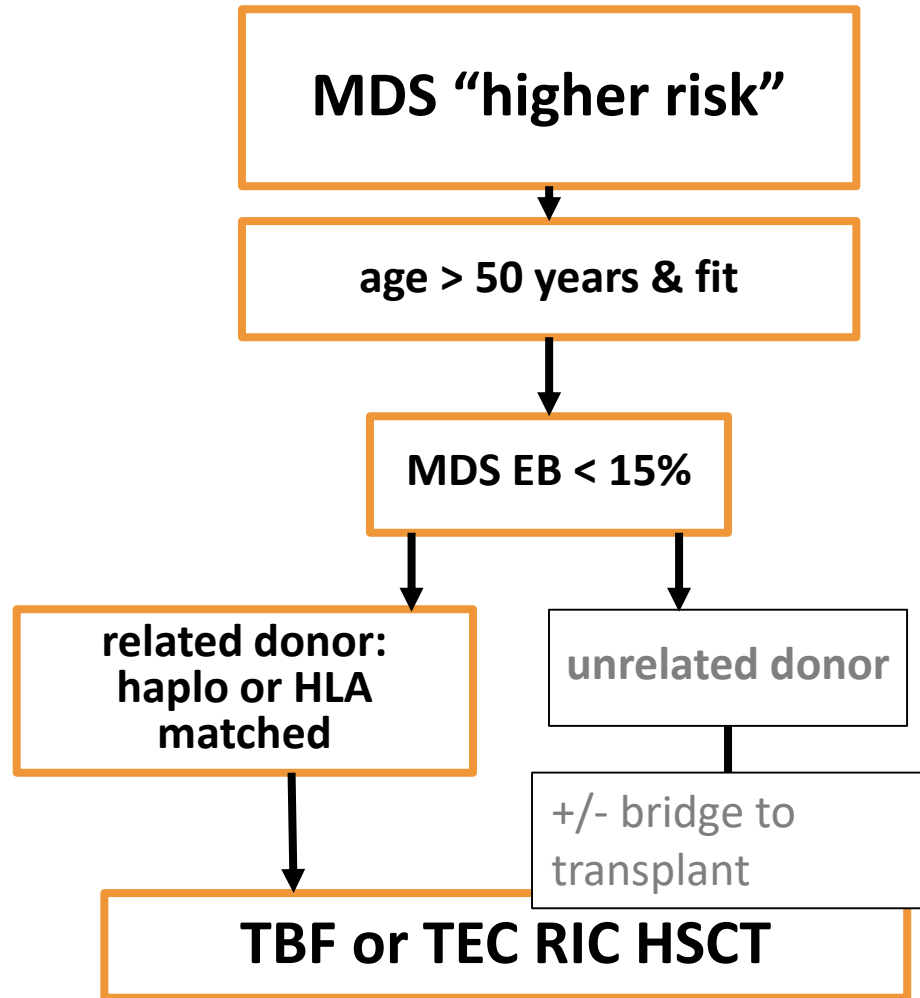 MDS “higher risk”
age > 50 years & fit
MDS EB < 15%
related donor:
haplo or HLA
matched
unrelated donor
+/- bridge to
transplant
TBF or TEC RIC HSCT